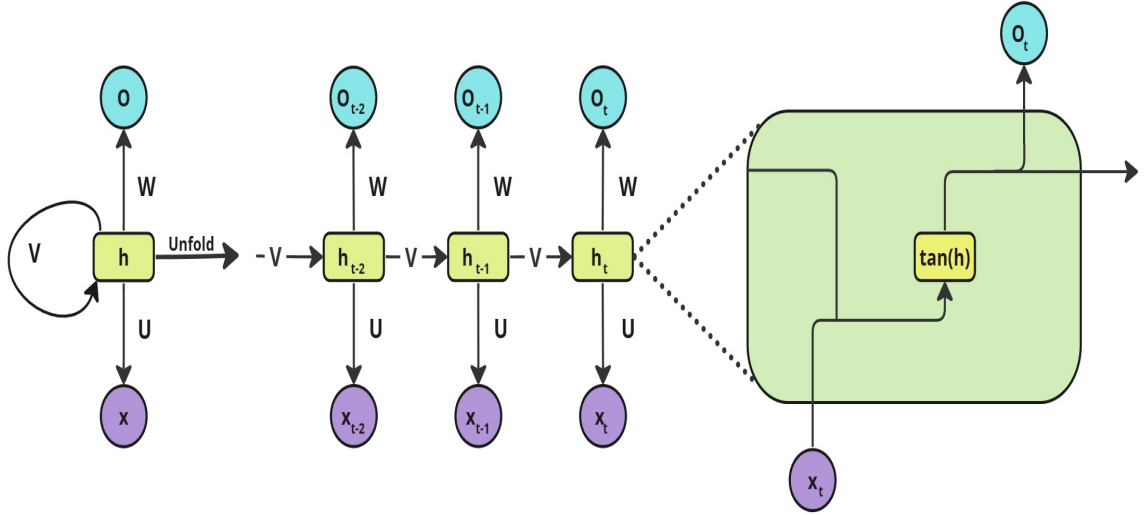 O
W
V
h
Unfold
U
x
O t-2
O t-1
O t
W
W
W
V
h t-2
V
h t-1
V
h t
U
U
U
x t-2
x t-1
x t
O t
tan(h)
x t